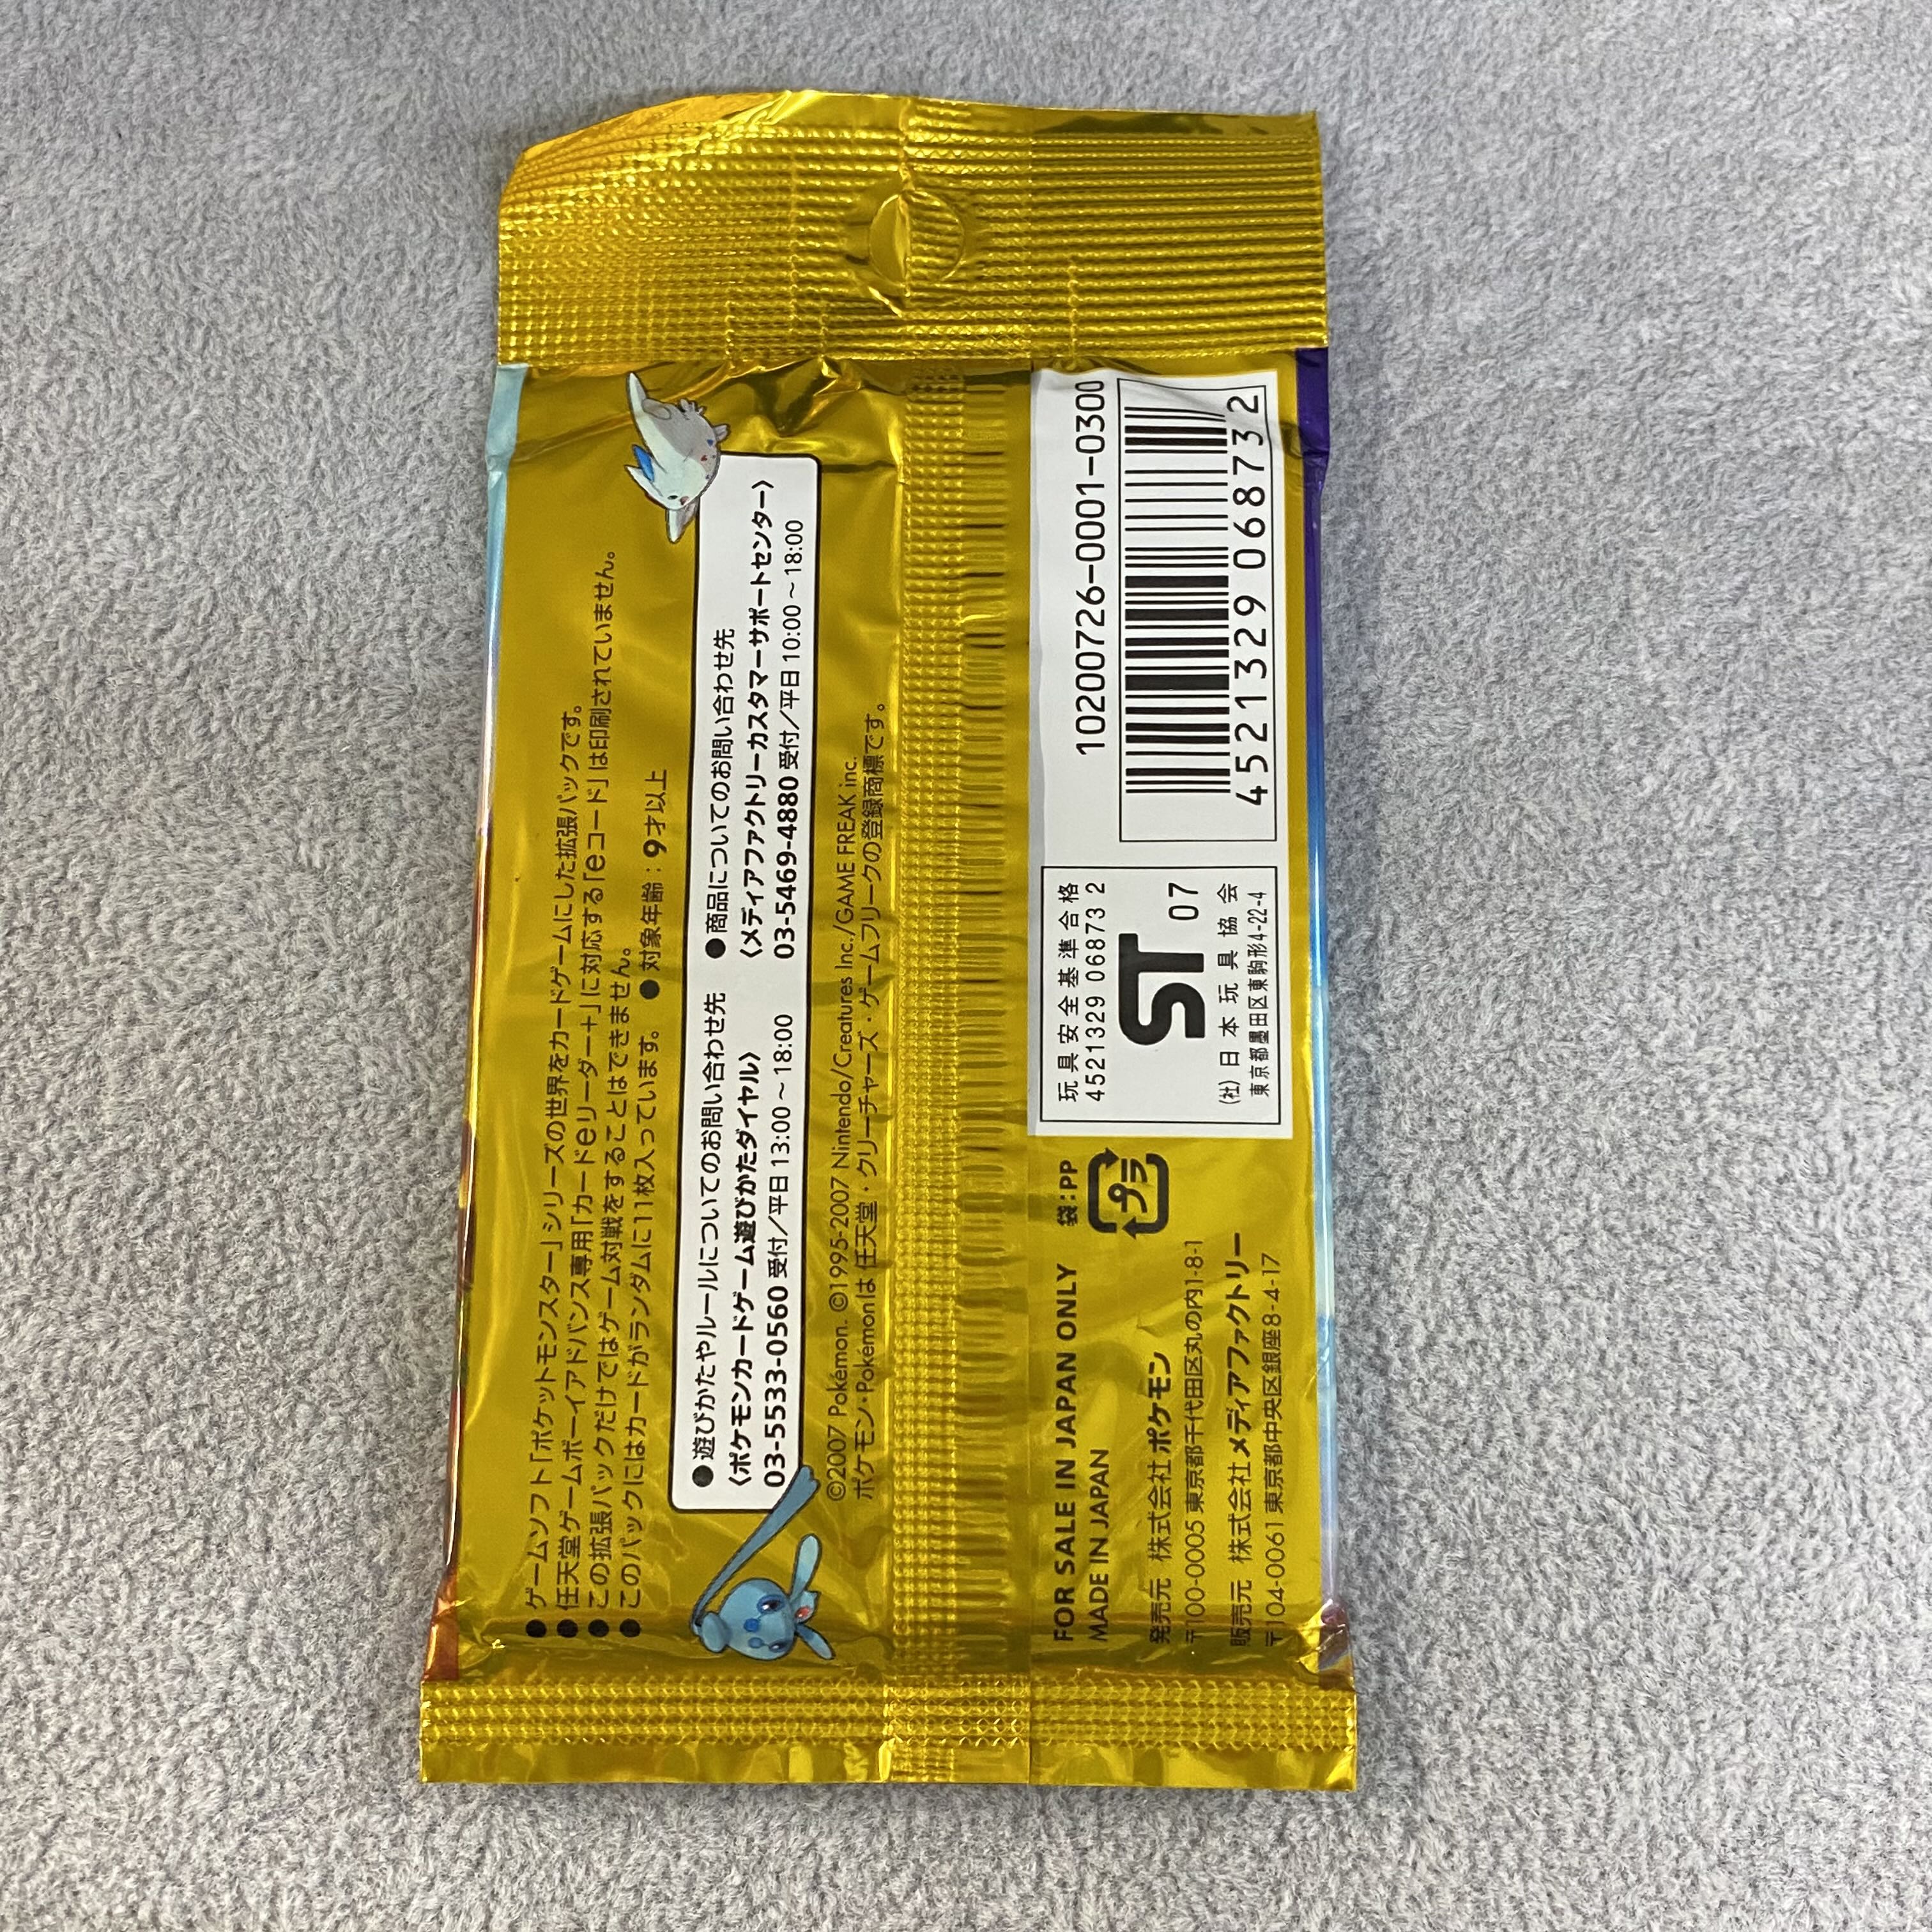 ●ゲームソフト「ポケットモンスター」シリーズの世界をカードゲームにした拡張パックです。
●任天堂ゲームボーイアドバンス専用「カードeリーダー+」に対応する「eコード」は印刷されていません。
●この拡張パックだけではゲーム対戦をすることはできません。
●このパックにはカードがランダムに11枚入っています。 ●対象年齢：9才以上
●遊びかたやルールについてのお問い合わせ先
〈ポケモンカードゲーム遊びかたダイヤル〉
03-5533-0560 受付／平日 13:00～18:00
●商品についてのお問い合わせ先
〈メディアファクトリーカスタマーサポートセンター〉
03-5469-4880 受付／平日 10:00～18:00
©2007 Pokémon. ©1995-2007 Nintendo/Creatures Inc./GAME FREAK inc.
ポケモン・Pokémonは 任天堂・クリーチャーズ・ゲームフリークの登録商標です。
FOR SALE IN JAPAN ONLY
MADE IN JAPAN
袋：PP
プラ
発売元 株式会社ポケモン
〒100-0005 東京都千代田区丸の内1-8-1
販売元 株式会社メディアファクトリー
〒104-0061 東京都中央区銀座8-4-17
玩具安全基準合格
4521329 068732
ST 07
(社) 日本玩具協会
東京都墨田区東駒形4-22-4
10200726-0001-0300
4521329 068732